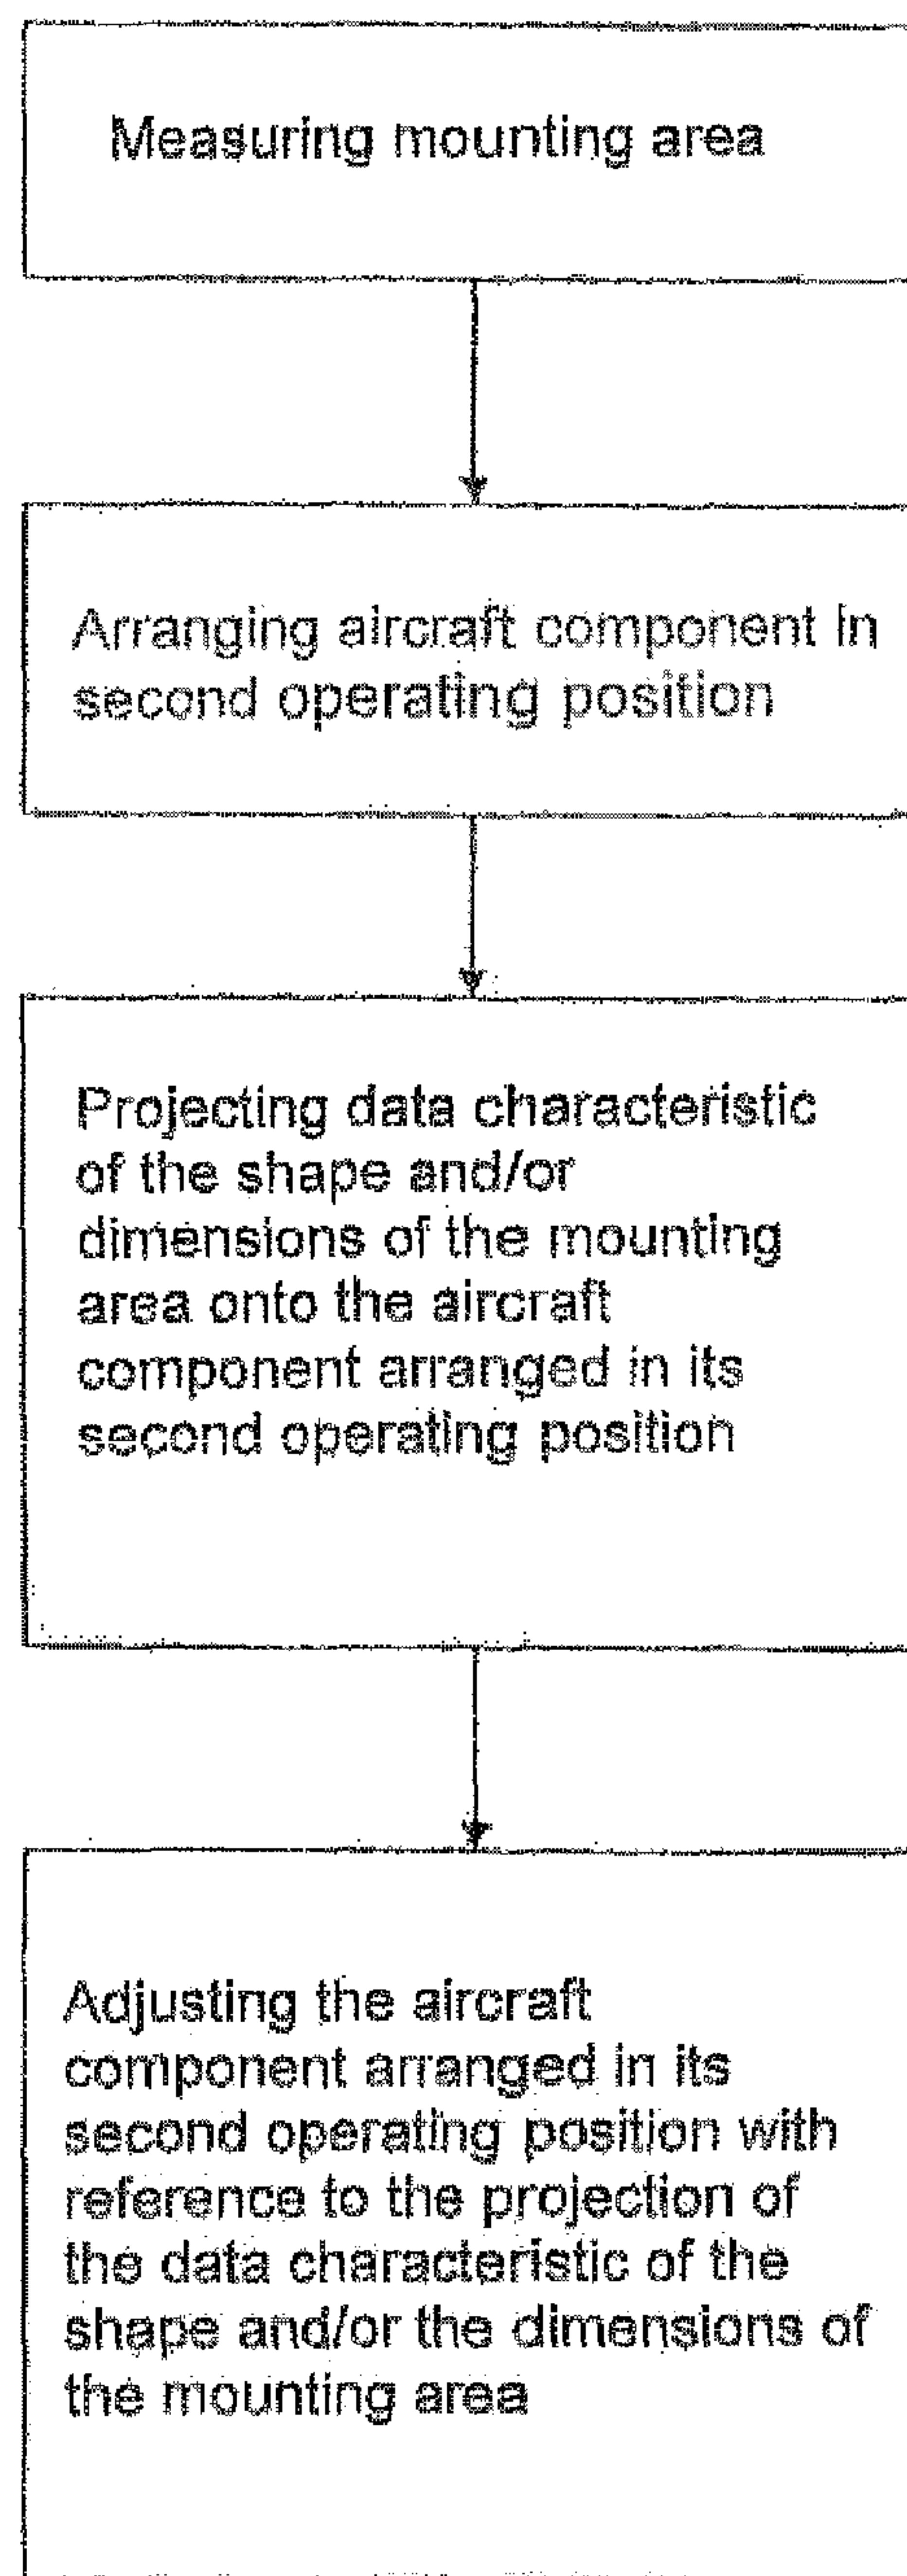 Measuring mounting area
Arranging aircraft component in
second operating position
Projecting data characteristic
of the shape and/or
dimensions of the mounting
area onto the aircraft
component arranged in its
second operating position
Adjusting the aircraft
component arranged in its
second operating position with
reference to the projection of
the data characteristic of the
shape and/or the dimensions of
the mounting area